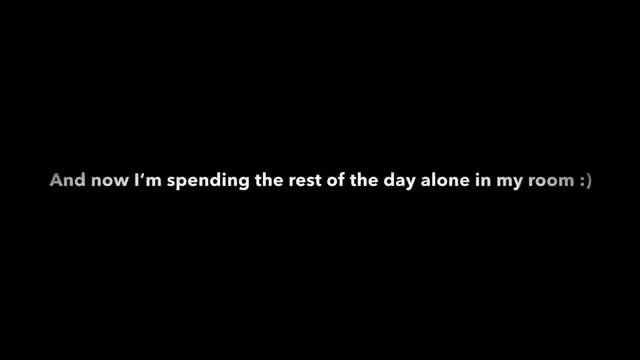 And now I’m spending the rest of the day alone in my room :)